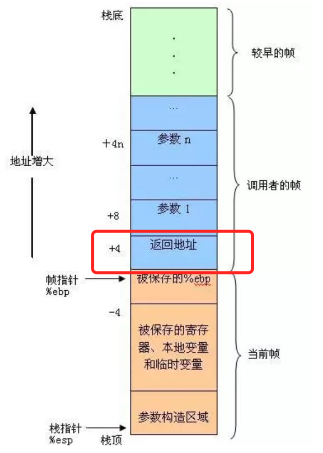 栈底
·
·
·
较早的帧
...
+4n
参数 n
地址增大
...
调用者的帧
+8
参数 1
+4
返回地址
帧指针
%ebp
被保存的%ebp
-4
被保存的寄存
器、本地变量
和临时变量
当前帧
参数构造区域
栈指针
%esp
栈顶